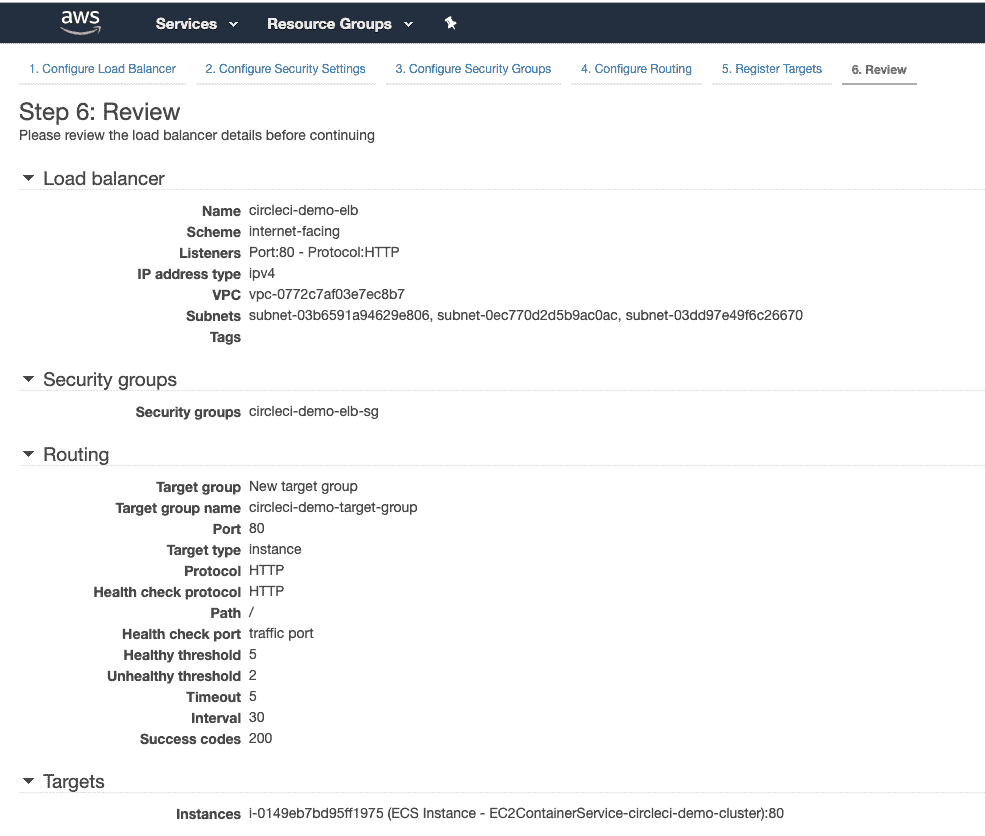 aws Services Resource Groups
1. Configure Load Balancer 2. Configure Security Settings 3. Configure Security Groups 4. Configure Routing 5. Register Targets 6. Review
Step 6: Review
Please review the load balancer details before continuing
Load balancer
Name circleci-demo-elb
Scheme internet-facing
Listeners Port:80 - Protocol:HTTP
IP address type ipv4
VPC vpc-0772c7af03e7ec8b7
Subnets subnet-03b6591a94629e806, subnet-0ec770d2d5b9ac0ac, subnet-03dd97e49f6c26670
Tags
Security groups
Security groups circleci-demo-elb-sg
Routing
Target group New target group
Target group name circleci-demo-target-group
Port 80
Target type instance
Protocol HTTP
Health check protocol HTTP
Path /
Health check port traffic port
Healthy threshold 5
Unhealthy threshold 2
Timeout 5
Interval 30
Success codes 200
Targets
Instances i-0149eb7bd95ff1975 (ECS Instance - EC2ContainerService-circleci-demo-cluster):80